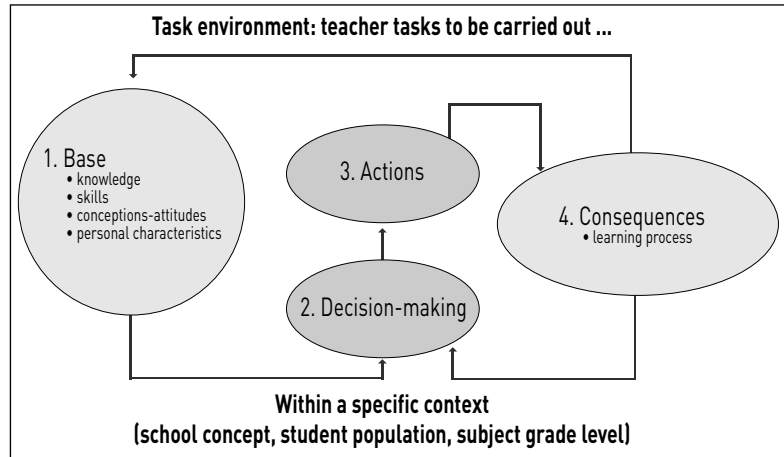 Task environment: teacher tasks to be carried out ...
1. Base
• knowledge
• skills
• conceptions-attitudes
• personal characteristics
3. Actions
4. Consequences
• learning process
2. Decision-making
Within a specific context
(school concept, student population, subject grade level)